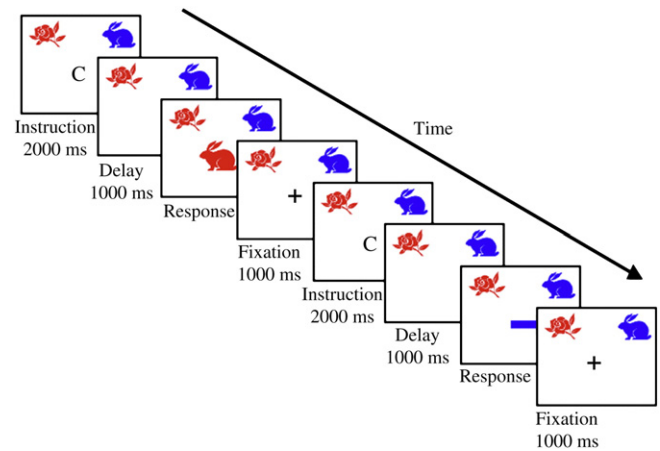 C
Instruction
2000 ms
Delay
1000 ms
Response
+
Fixation
1000 ms
Time
C
Instruction
2000 ms
Delay
1000 ms
Response
+
Fixation
1000 ms